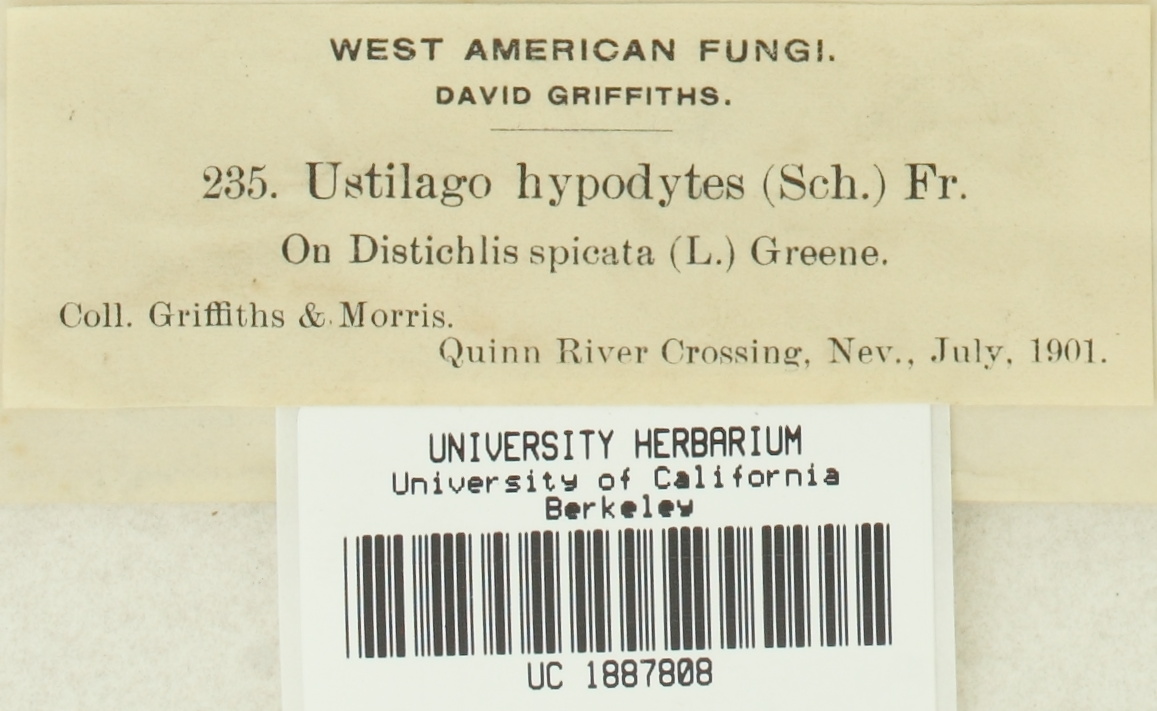 WEST AMERICAN FUNGI.
DAVID GRIFFITHS.
235. Ustilago hypodytes (Sch.) Fr.
On Distichlis spicata (L.) Greene.
Coll. Griffiths & Morris.
Quinn River Crossing, Nev., July, 1901.
UNIVERSITY HERBARIUM
University of California
Berkeley
UC 1887808